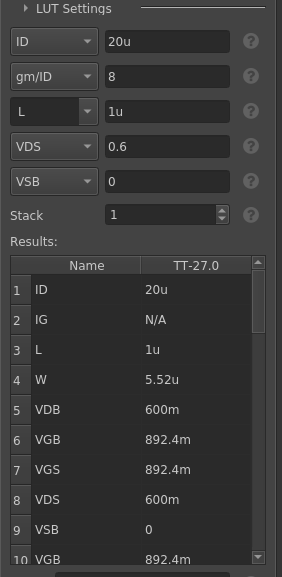 LUT Settings
ID 20u ?
gm/ID 8 ?
L 1u ?
VDS 0.6 ?
VSB 0 ?
Stack 1 ?
Results:
Name TT-27.0
1 ID 20u
2 IG N/A
3 L 1u
4 W 5.52u
5 VDB 600m
6 VGB 892.4m
7 VGS 892.4m
8 VDS 600m
9 VSB 0
10 VGB 892.4m